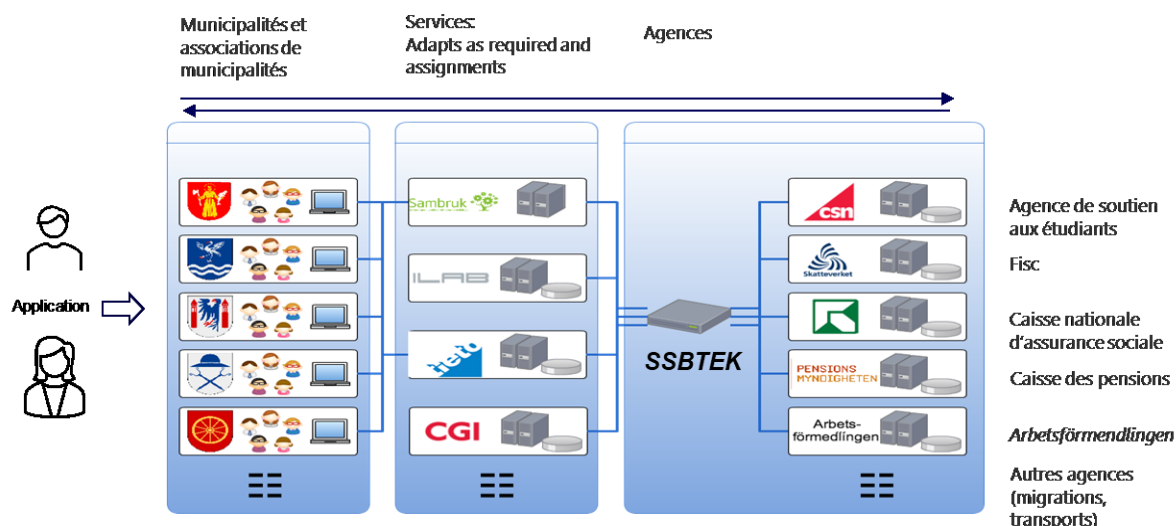 Municipalités et
associations de
municipalités
Services:
Adapts as required and
assignments
Agences
Application
Sambruk
iLAB
tieto
CGI
SSBTEK
csn
Skatteverket
PENSIONS
MYNDIGHETEN
Arbets-
förmedlingen
Agence de soutien
aux étudiants
Fisc
Caisse nationale
d'assurance sociale
Caisse des pensions
Arbetsförmendlingen
Autres agences
(migrations,
transports)